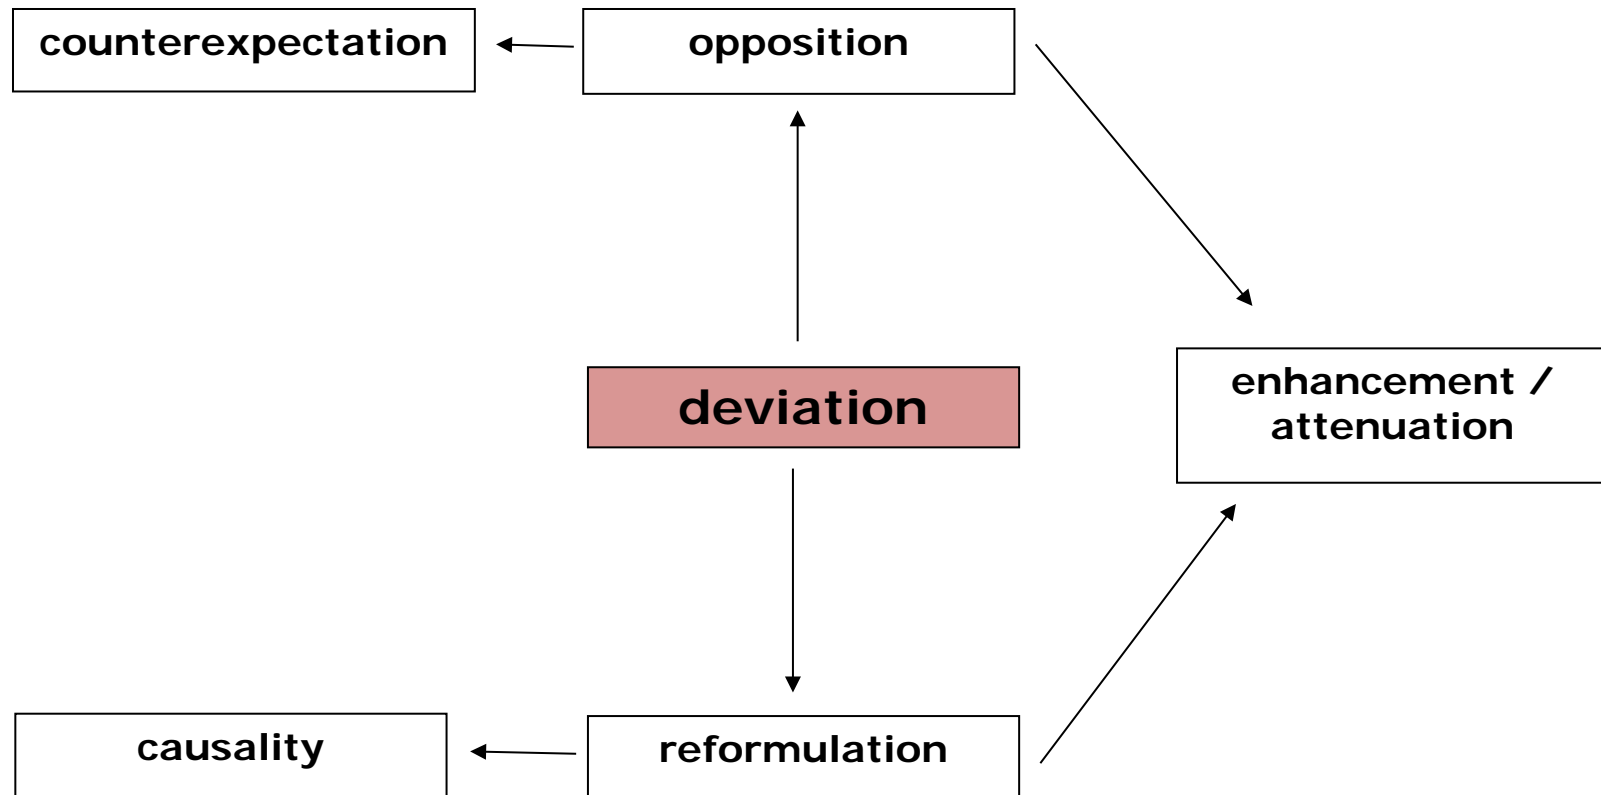 counterexpectation
opposition
deviation
enhancement /
attenuation
causality
reformulation